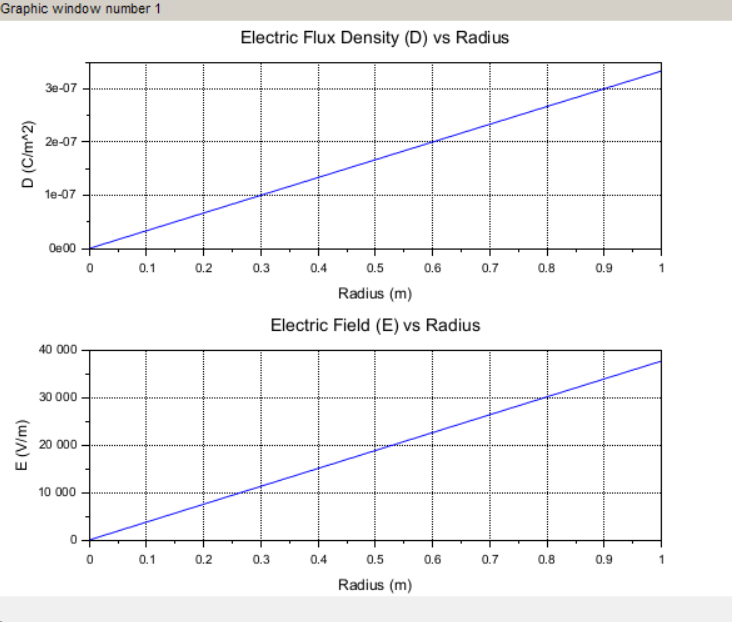 Graphic window number 1
Electric Flux Density (D) vs Radius
3e-07
2e-07
1e-07
0e00
D (C/m^2)
0 0.1 0.2 0.3 0.4 0.5 0.6 0.7 0.8 0.9 1
Radius (m)
Electric Field (E) vs Radius
40 000
30 000
20 000
10 000
0
E (V/m)
0 0.1 0.2 0.3 0.4 0.5 0.6 0.7 0.8 0.9 1
Radius (m)